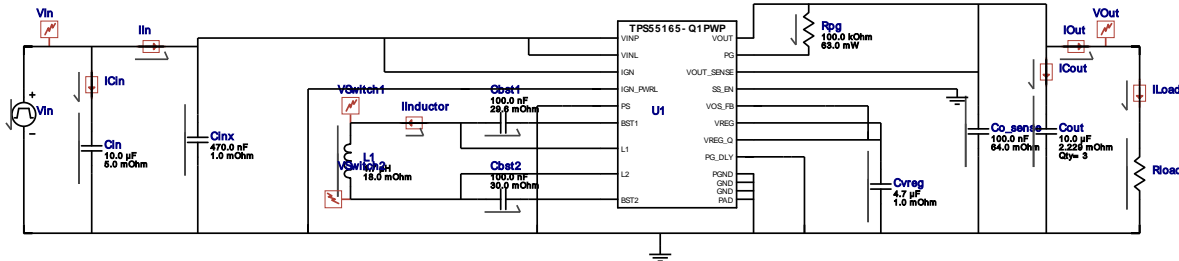 Vin
IIn
ICin
+
Vin
−
Cin
10.0 µF
5.0 mOhm
Cinx
470.0 nF
1.0 mOhm
VSwitch1
IInductor
L1
18.0 mOhm
VSwitch2
Cbst1
100.0 nF
29.6 mOhm
Cbst2
100.0 nF
30.0 mOhm
TPS55165-Q1PWP
U1
VINP
VINL
IGN
IGN_PWRL
PS
BST1
L1
L2
BST2
VOUT
PG
VOUT_SENSE
SS_EN
VOS_FB
VREG
VREG_Q
PG_DLY
PGND
GND
GND
PAD
Rpg
100.0 kOhm
63.0 mW
Cvreg
4.7 µF
1.0 mOhm
Co_sense
100.0 nF
64.0 mOhm
ICout
Cout
10.0 µF
2.229 mOhm
Qty= 3
IOut
VOut
ILoad
Rload